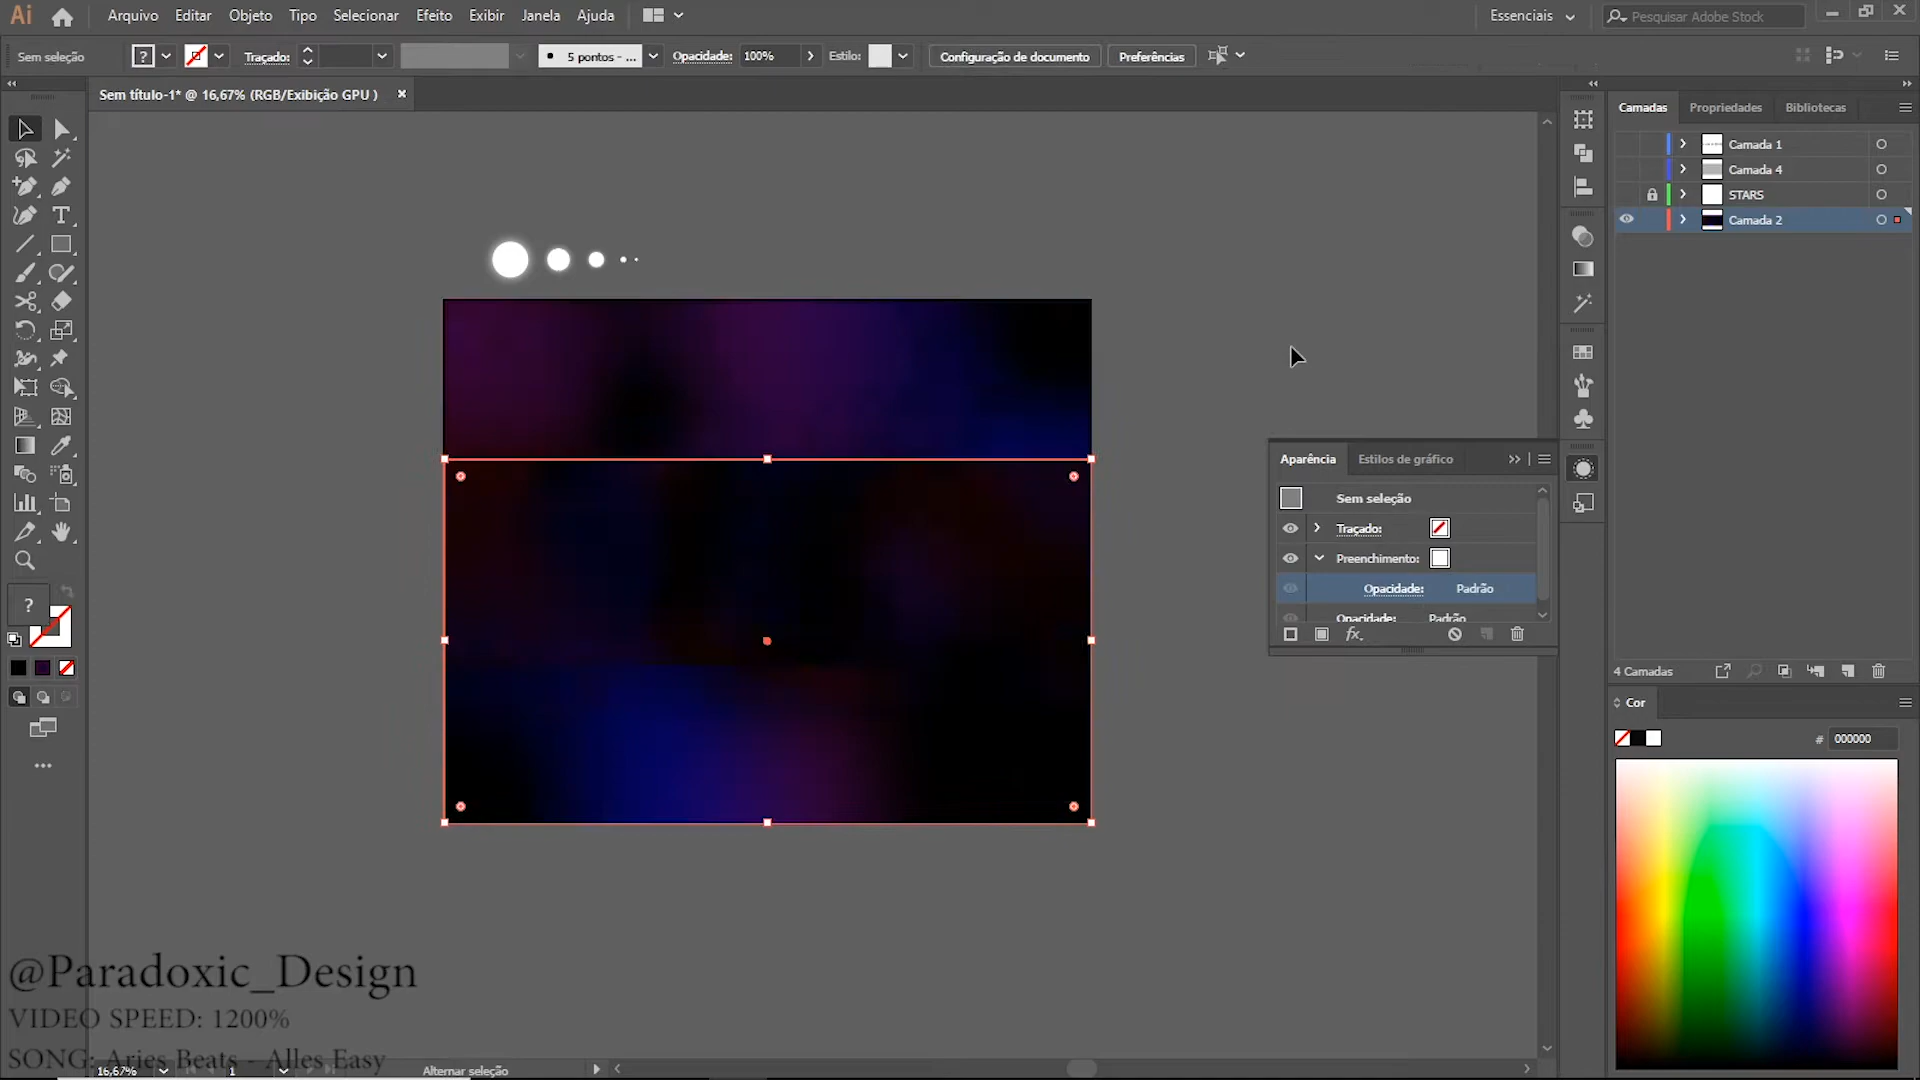 Ai Arquivo Editar Objeto Tipo Selecionar Efeito Exibir Janela Ajuda Essenciais Pesquisar Adobe Stock
Sem seleção ? Traçado: 5 pontos - ... Opacidade: 100% Estilo: Configuração de documento Preferências
Sem título-1* @ 16,67% (RGB/Exibição GPU )
Camadas Propriedades Bibliotecas
Camada 1
Camada 4
STARS
Camada 2
Aparência Estilos de gráfico
Sem seleção
Traçado:
Preenchimento:
Opacidade: Padrão
Opacidade: Padrão
fx.
?
4 Camadas
Cor
# 000000
@Paradoxic_Design
VIDEO SPEED: 1200%
SONG: Aries Beats - Alles Easy
16,67% 1 Alternar seleção